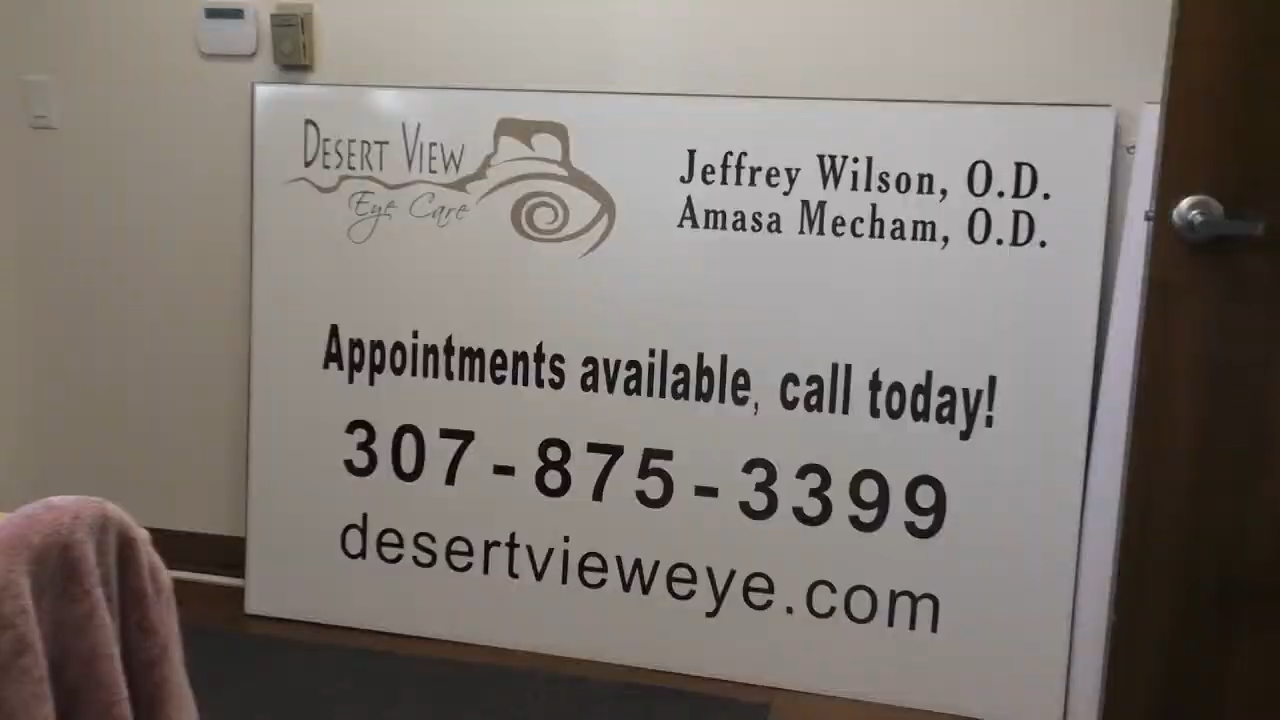 DESERT VIEW
Eye Care
Jeffrey Wilson, O.D.
Amasa Mecham, O.D.
Appointments available, call today!
307-875-3399
desertvieweye.com